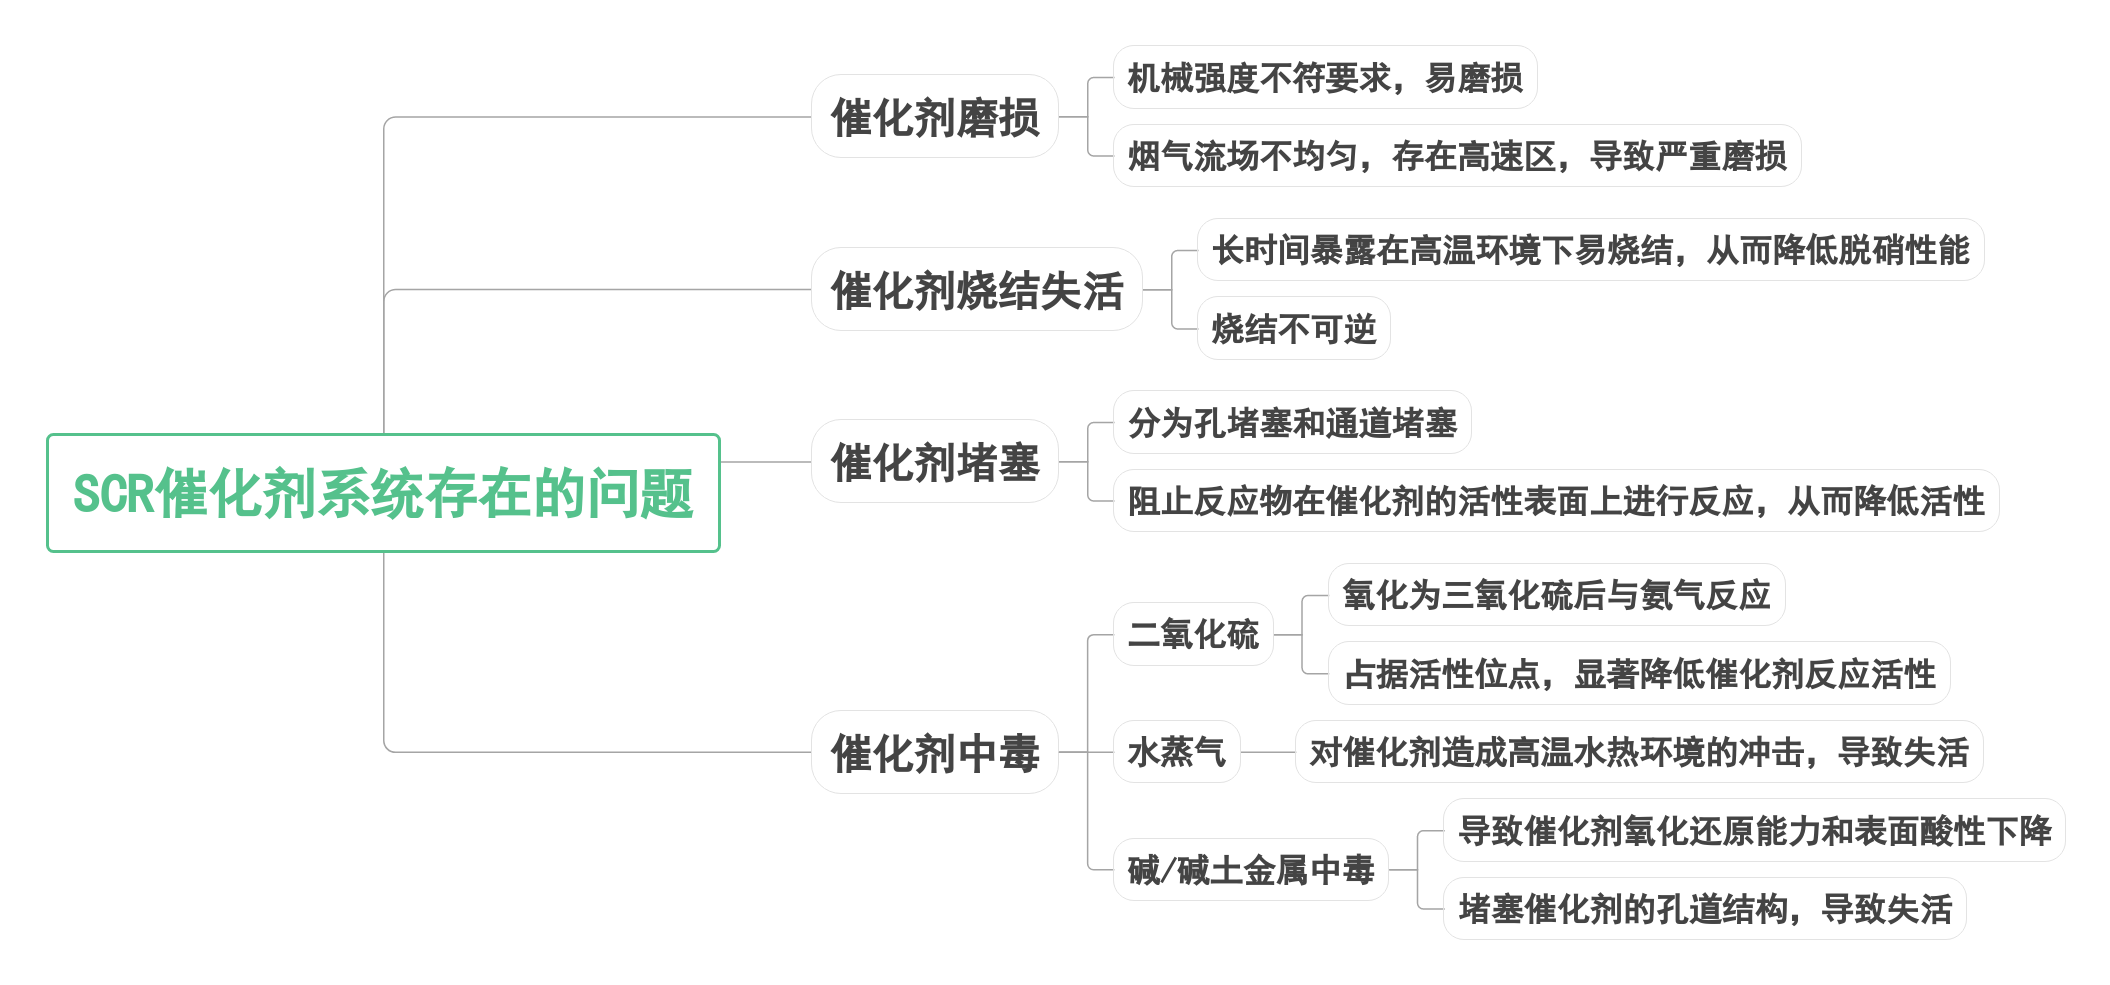 SCR催化剂系统存在的问题
催化剂磨损
机械强度不符要求，易磨损
烟气流场不均匀，存在高速区，导致严重磨损
催化剂烧结失活
长时间暴露在高温环境下易烧结，从而降低脱硝性能
烧结不可逆
催化剂堵塞
分为孔堵塞和通道堵塞
阻止反应物在催化剂的活性表面上进行反应，从而降低活性
催化剂中毒
二氧化硫
氧化为三氧化硫后与氨气反应
占据活性位点，显著降低催化剂反应活性
水蒸气
对催化剂造成高温水热环境的冲击，导致失活
碱/碱土金属中毒
导致催化剂氧化还原能力和表面酸性下降
堵塞催化剂的孔道结构，导致失活